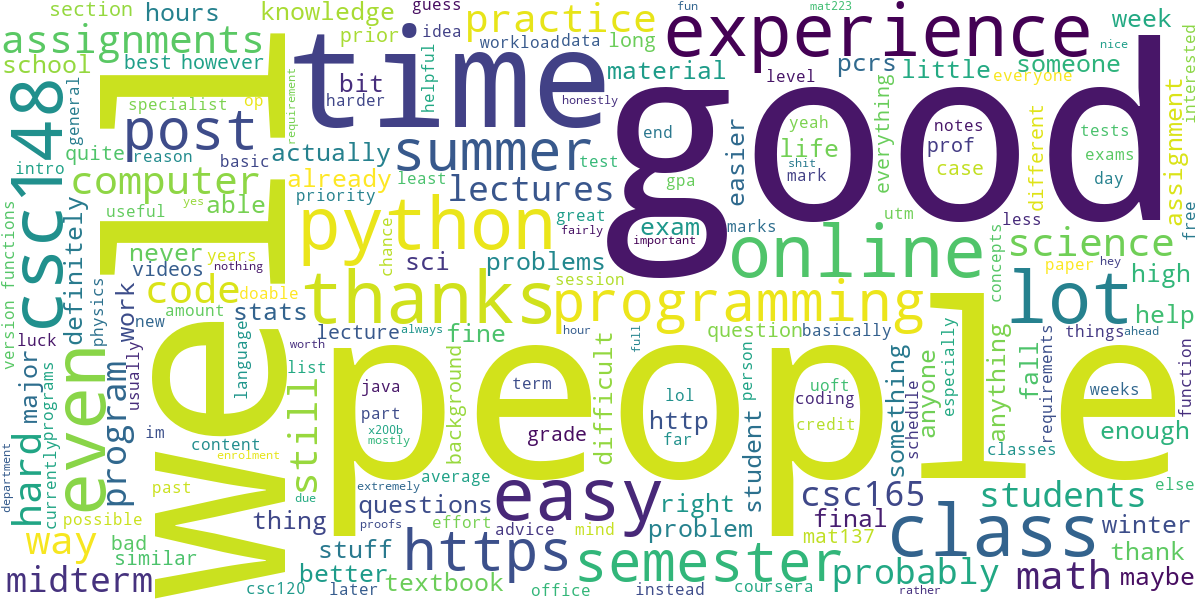 section
hours
knowledge
guess
practice
experience
fun
mat223
week
assignments
school
best
however
prior
idea
workload
data
long
pcrs
little
someone
nice
time
good
well
people
general
csc148
specialist
op
requirement
bit
harder
helpful
honestly
material
level
everyone
interested
post
quite
reason
basic
actually
summer
end
easier
yeah
life
shit
mark
notes
prof
case
tests
exams
day
everything
different
assignment
intro
computer
already
least
lectures
test
gpa
utm
less
free
useful
yes
able
priority
python
great
fairly
exam
important
marks
online
science
definitely
never
years
chance
sci
problems
session
concepts
paper
hey
high
version
functions
videos
nothing
code
doable
thanks
programming
lot
help
physics
new
amount
stats
luck
work
usually
language
worth
lecture
always
fine
hour
full
question
basically
things
ahead
major
even
program
list
java
term
person
lol
uoft
coding
especially
anyone
anything
fall
requirements
weeks
function
hard
currently
programs
im
content
still
part
x200b
mostly
background
grade
difficult
http
far
student
credit
something
schedule
classes
enough
department
past
enrolment
due
extremely
average
easy
right
csc165
students
else
possible
thing
questions
proofs
effort
advice
mind
problem
final
mat137
class
winter
way
bad
similar
stuff
better
https
semester
probably
math
thank
maybe
midterm
csc120
later
textbook
office
instead
coursera
rather